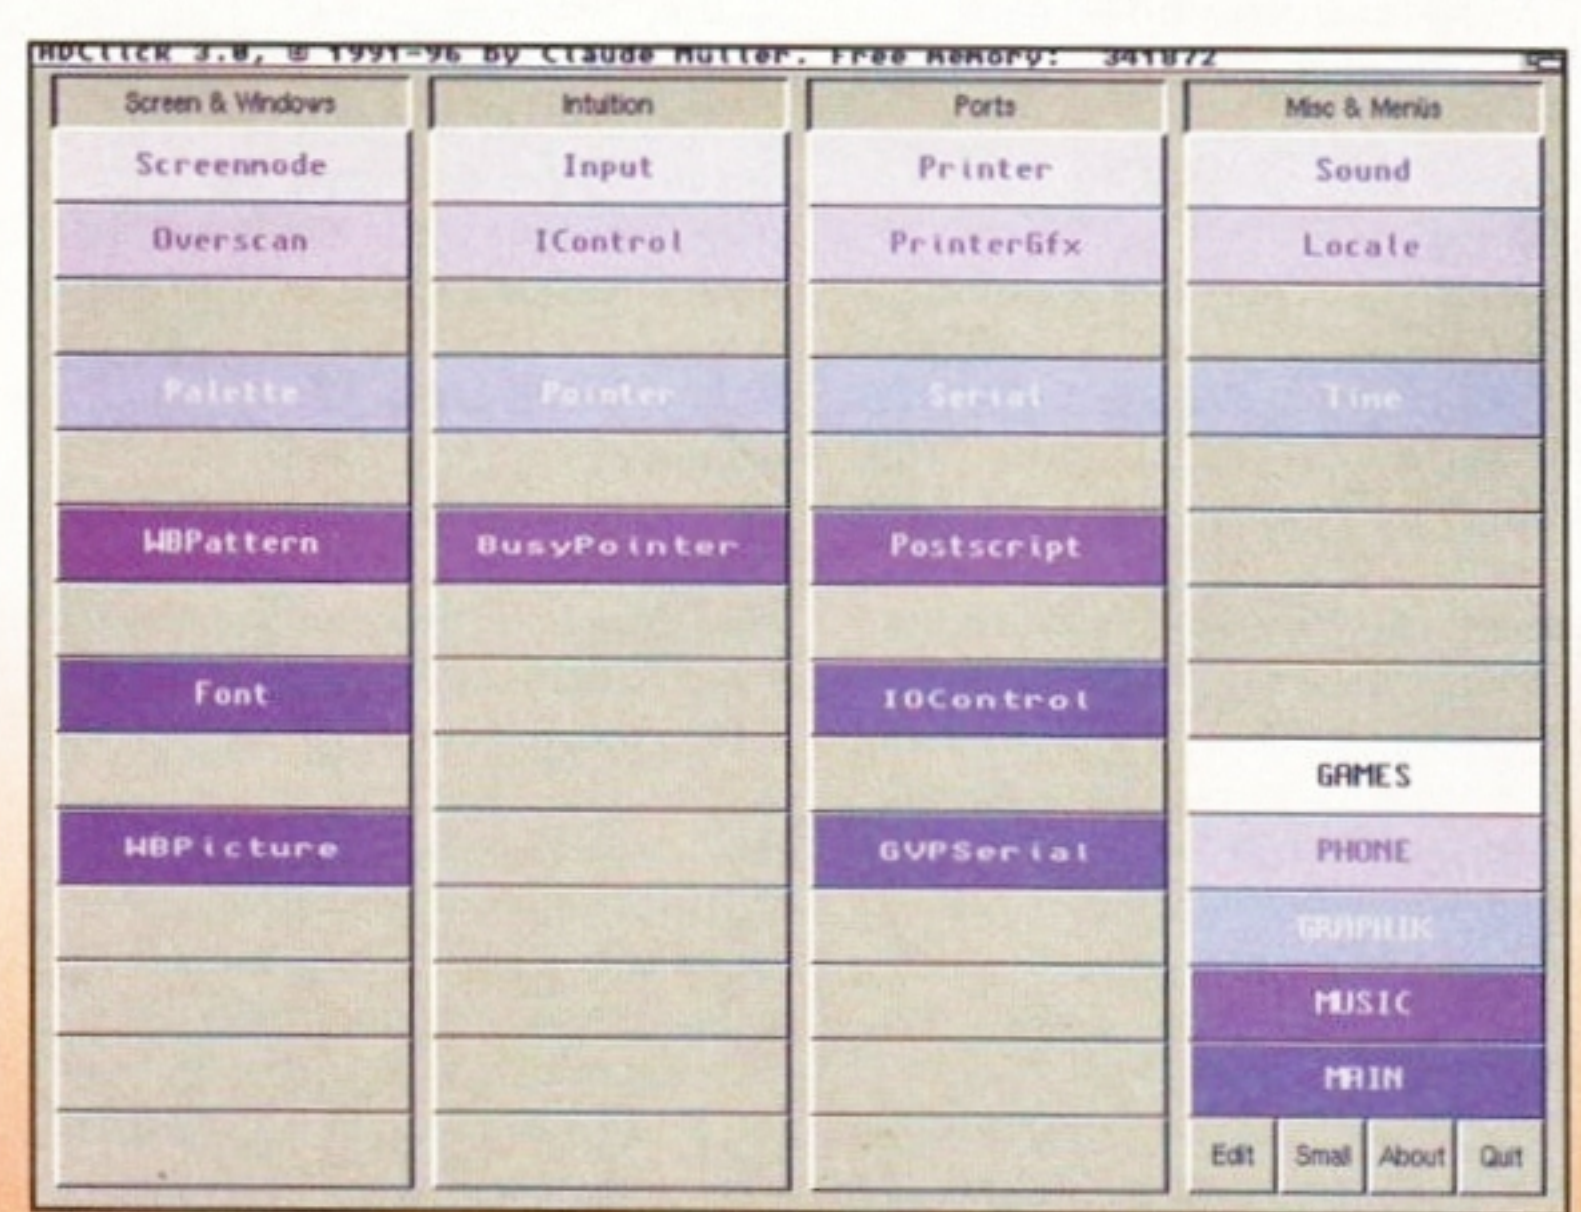 HDClick 3.0, © 1991-96 by Claude Müller. Free Memory: 341872
Screen & Windows
Screenmode
Overscan
Palette
WBPattern
Font
WBPicture
Intuition
Input
IControl
Pointer
BusyPointer
Ports
Printer
PrinterGfx
Serial
Postscript
IOControl
GVPSerial
Misc & Menüs
Sound
Locale
Time
GAMES
PHONE
GRAPHIK
MUSIC
MAIN
Edit Small About Quit